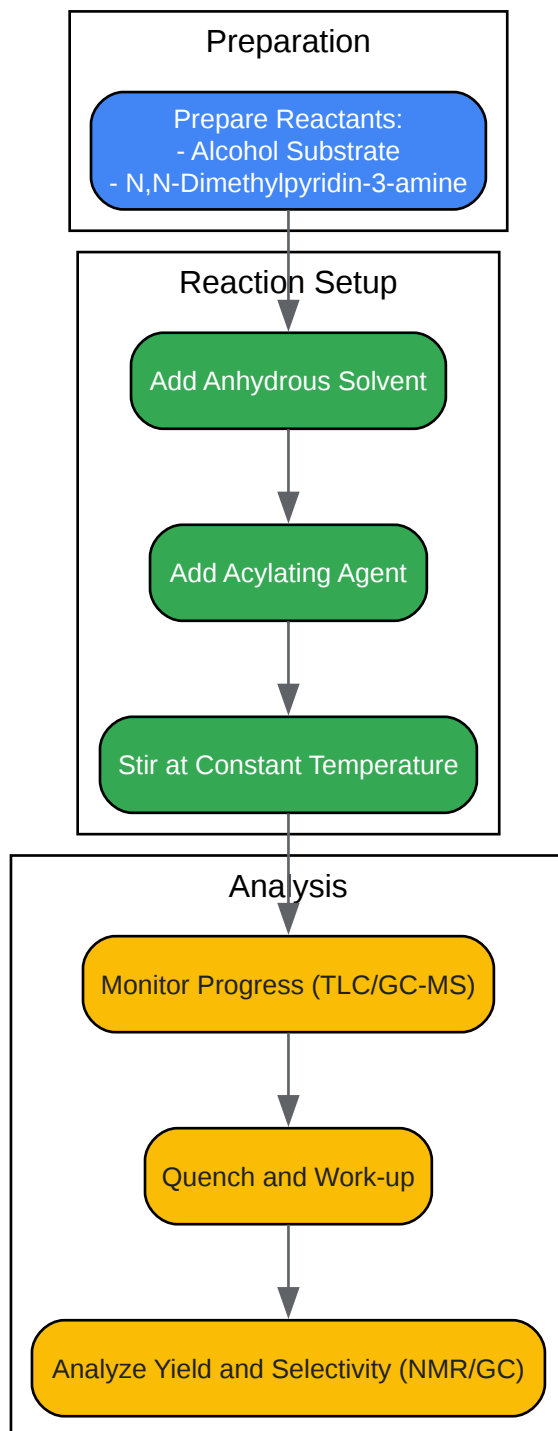 Preparation
Prepare Reactants:
- Alcohol Substrate
- N,N-Dimethylpyridin-3-amine
Reaction Setup
Add Anhydrous Solvent
Add Acylating Agent
Stir at Constant Temperature
Analysis
Monitor Progress (TLC/GC-MS)
Quench and Work-up
Analyze Yield and Selectivity (NMR/GC)